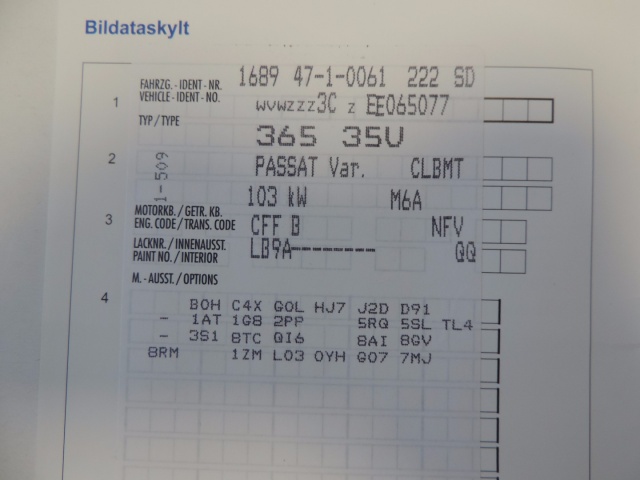 Bildataskylt
FAHRZG.-IDENT-NR. 1689 47-1-0061 222 SD
1 VEHICLE-IDENT-NO. WVWZZZ3C Z EE065077
TYP/TYPE 365 35V
2 PASSAT Var. CLBMT
1-509
103 kW M6A
MOTORKB./GETR. KB.
3 ENG. CODE/TRANS. CODE CFF B NFV
LACKNR./INNENAUSST. LB9A------- QQ
PAINT NO./INTERIOR
M.-AUSST./OPTIONS
4 B0H C4X G0L HJ7 J2D D91
- 1AT 1G8 2PP 5RQ 5SL TL4
- 3S1 8TC QI6 8AI 8GV
8RM 1ZM L03 0YH G07 7MJ